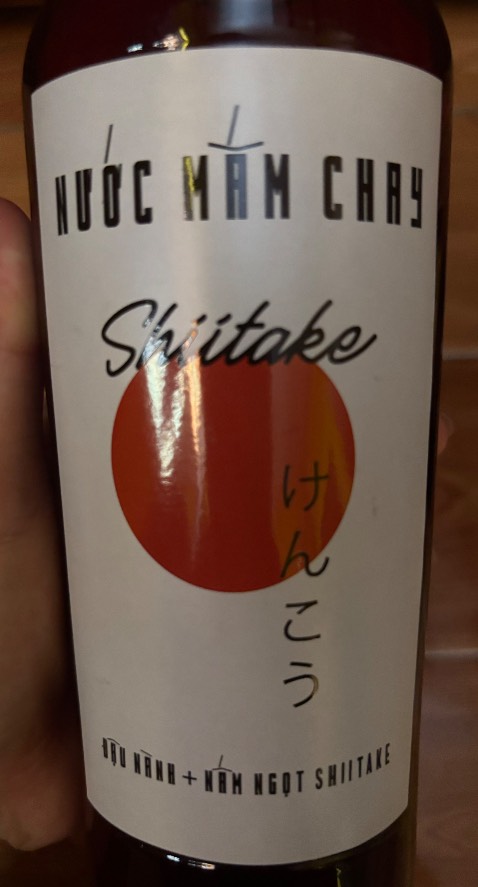 NƯỚC MẮM CHAY
Shiitake
けんこう
ĐẬU NÀNH + NẤM NGỌT SHIITAKE